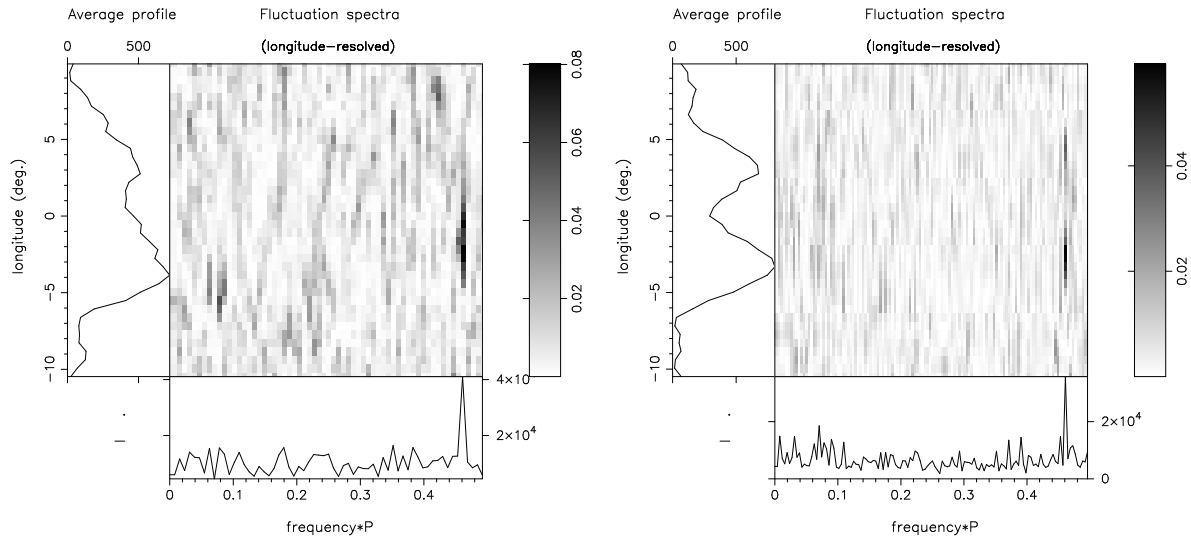 Average profile Fluctuation spectra
0 500 (longitude-resolved)
longitude (deg.)
5
0
−5
−10
0.08
0.06
0.04
0.02
4×10
2×10⁴
0 0.1 0.2 0.3 0.4
frequency*P
Average profile Fluctuation spectra
0 500 (longitude-resolved)
longitude (deg.)
5
0
−5
−10
0.04
0.02
2×10⁴
0
0 0.1 0.2 0.3 0.4
frequency*P